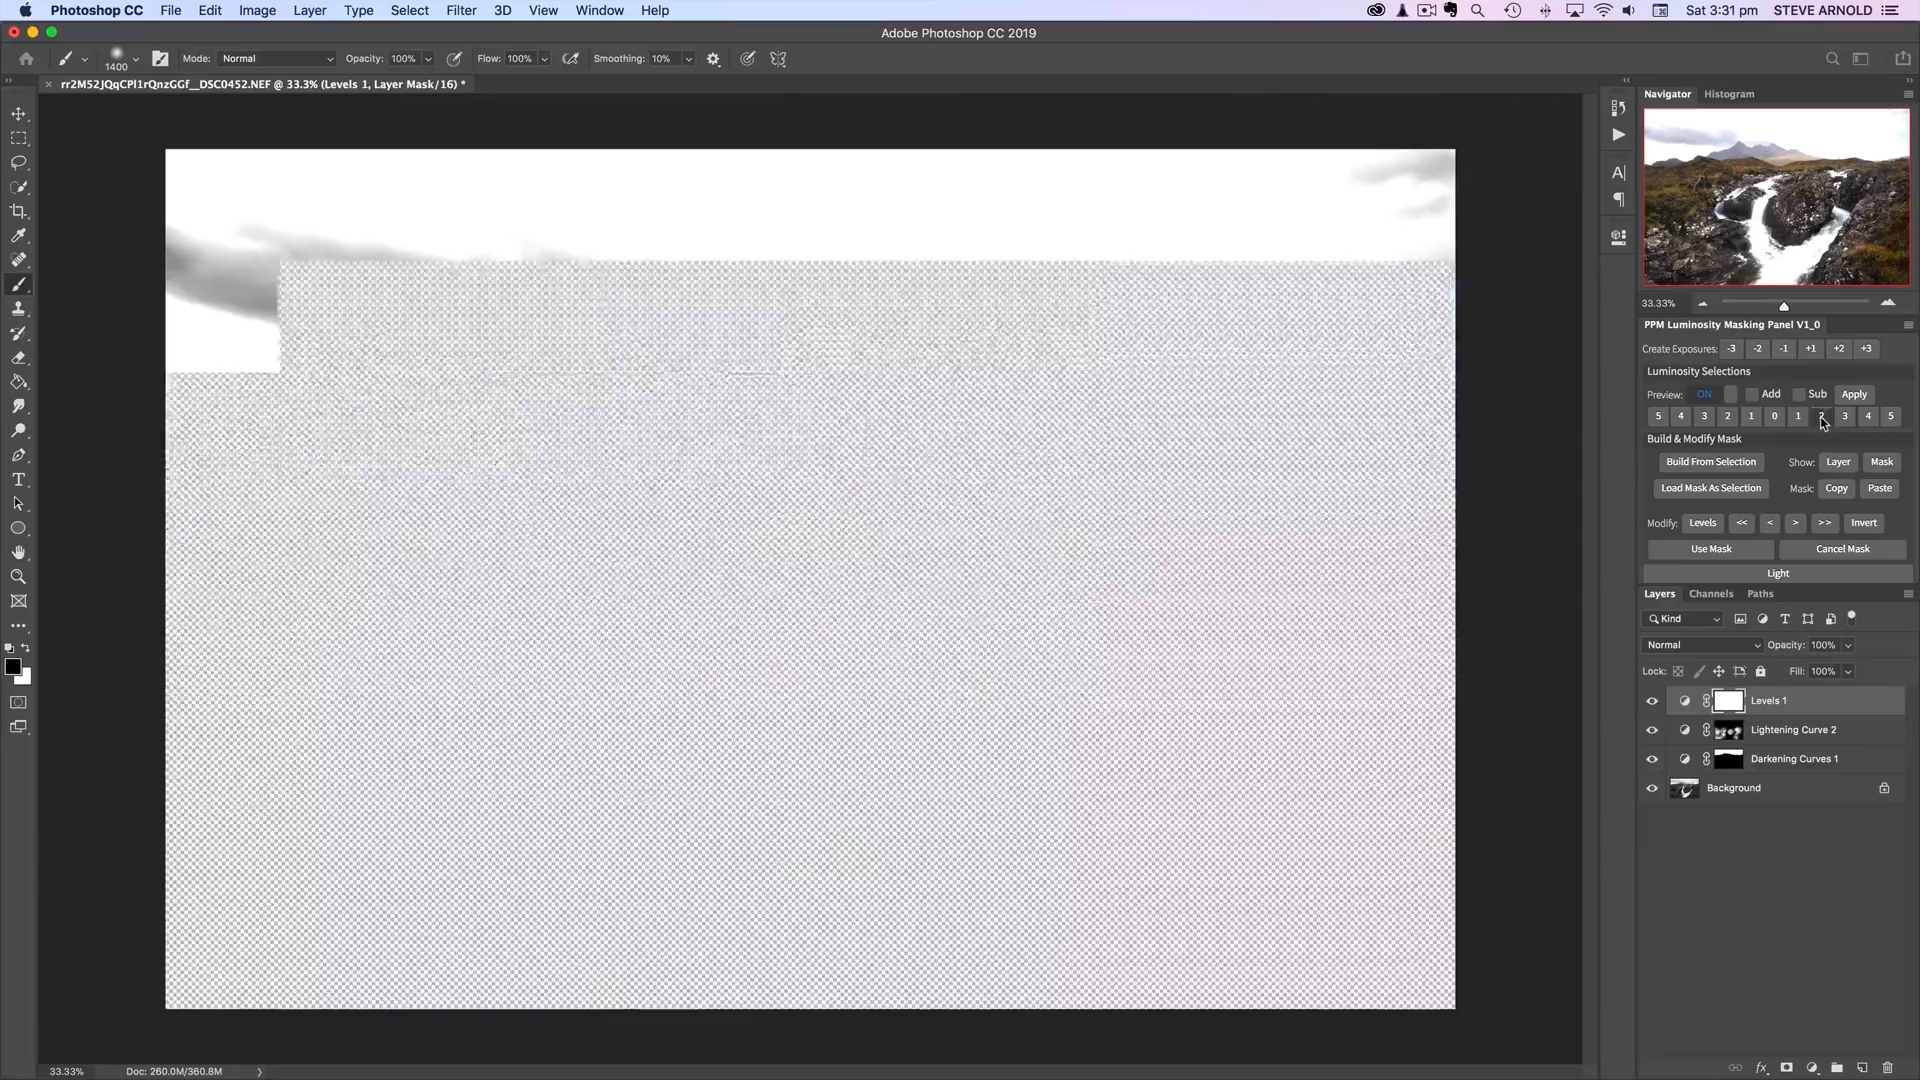 Photoshop CC File Edit Image Layer Type Select Filter 3D View Window Help Sat 3:31 pm STEVE ARNOLD
Adobe Photoshop CC 2019
1400 Mode: Normal Opacity: 100% Flow: 100% Smoothing: 10%
rr2M52JQqCPl1rQnzGGf__DSC0452.NEF @ 33.3% (Levels 1, Layer Mask/16) *
Navigator Histogram
33.33%
PPM Luminosity Masking Panel V1_0
Create Exposures: -3 -2 -1 +1 +2 +3
Luminosity Selections
Preview: ON Add Sub Apply
5 4 3 2 1 0 1 2 3 4 5
Build & Modify Mask
Build From Selection Show: Layer Mask
Load Mask As Selection Mask: Copy Paste
Modify: Levels << < > >> Invert
Use Mask Cancel Mask
Light
Layers Channels Paths
Kind
Normal Opacity: 100%
Lock: Fill: 100%
Levels 1
Lightening Curve 2
Darkening Curves 1
Background
33.33% Doc: 260.0M/360.8M